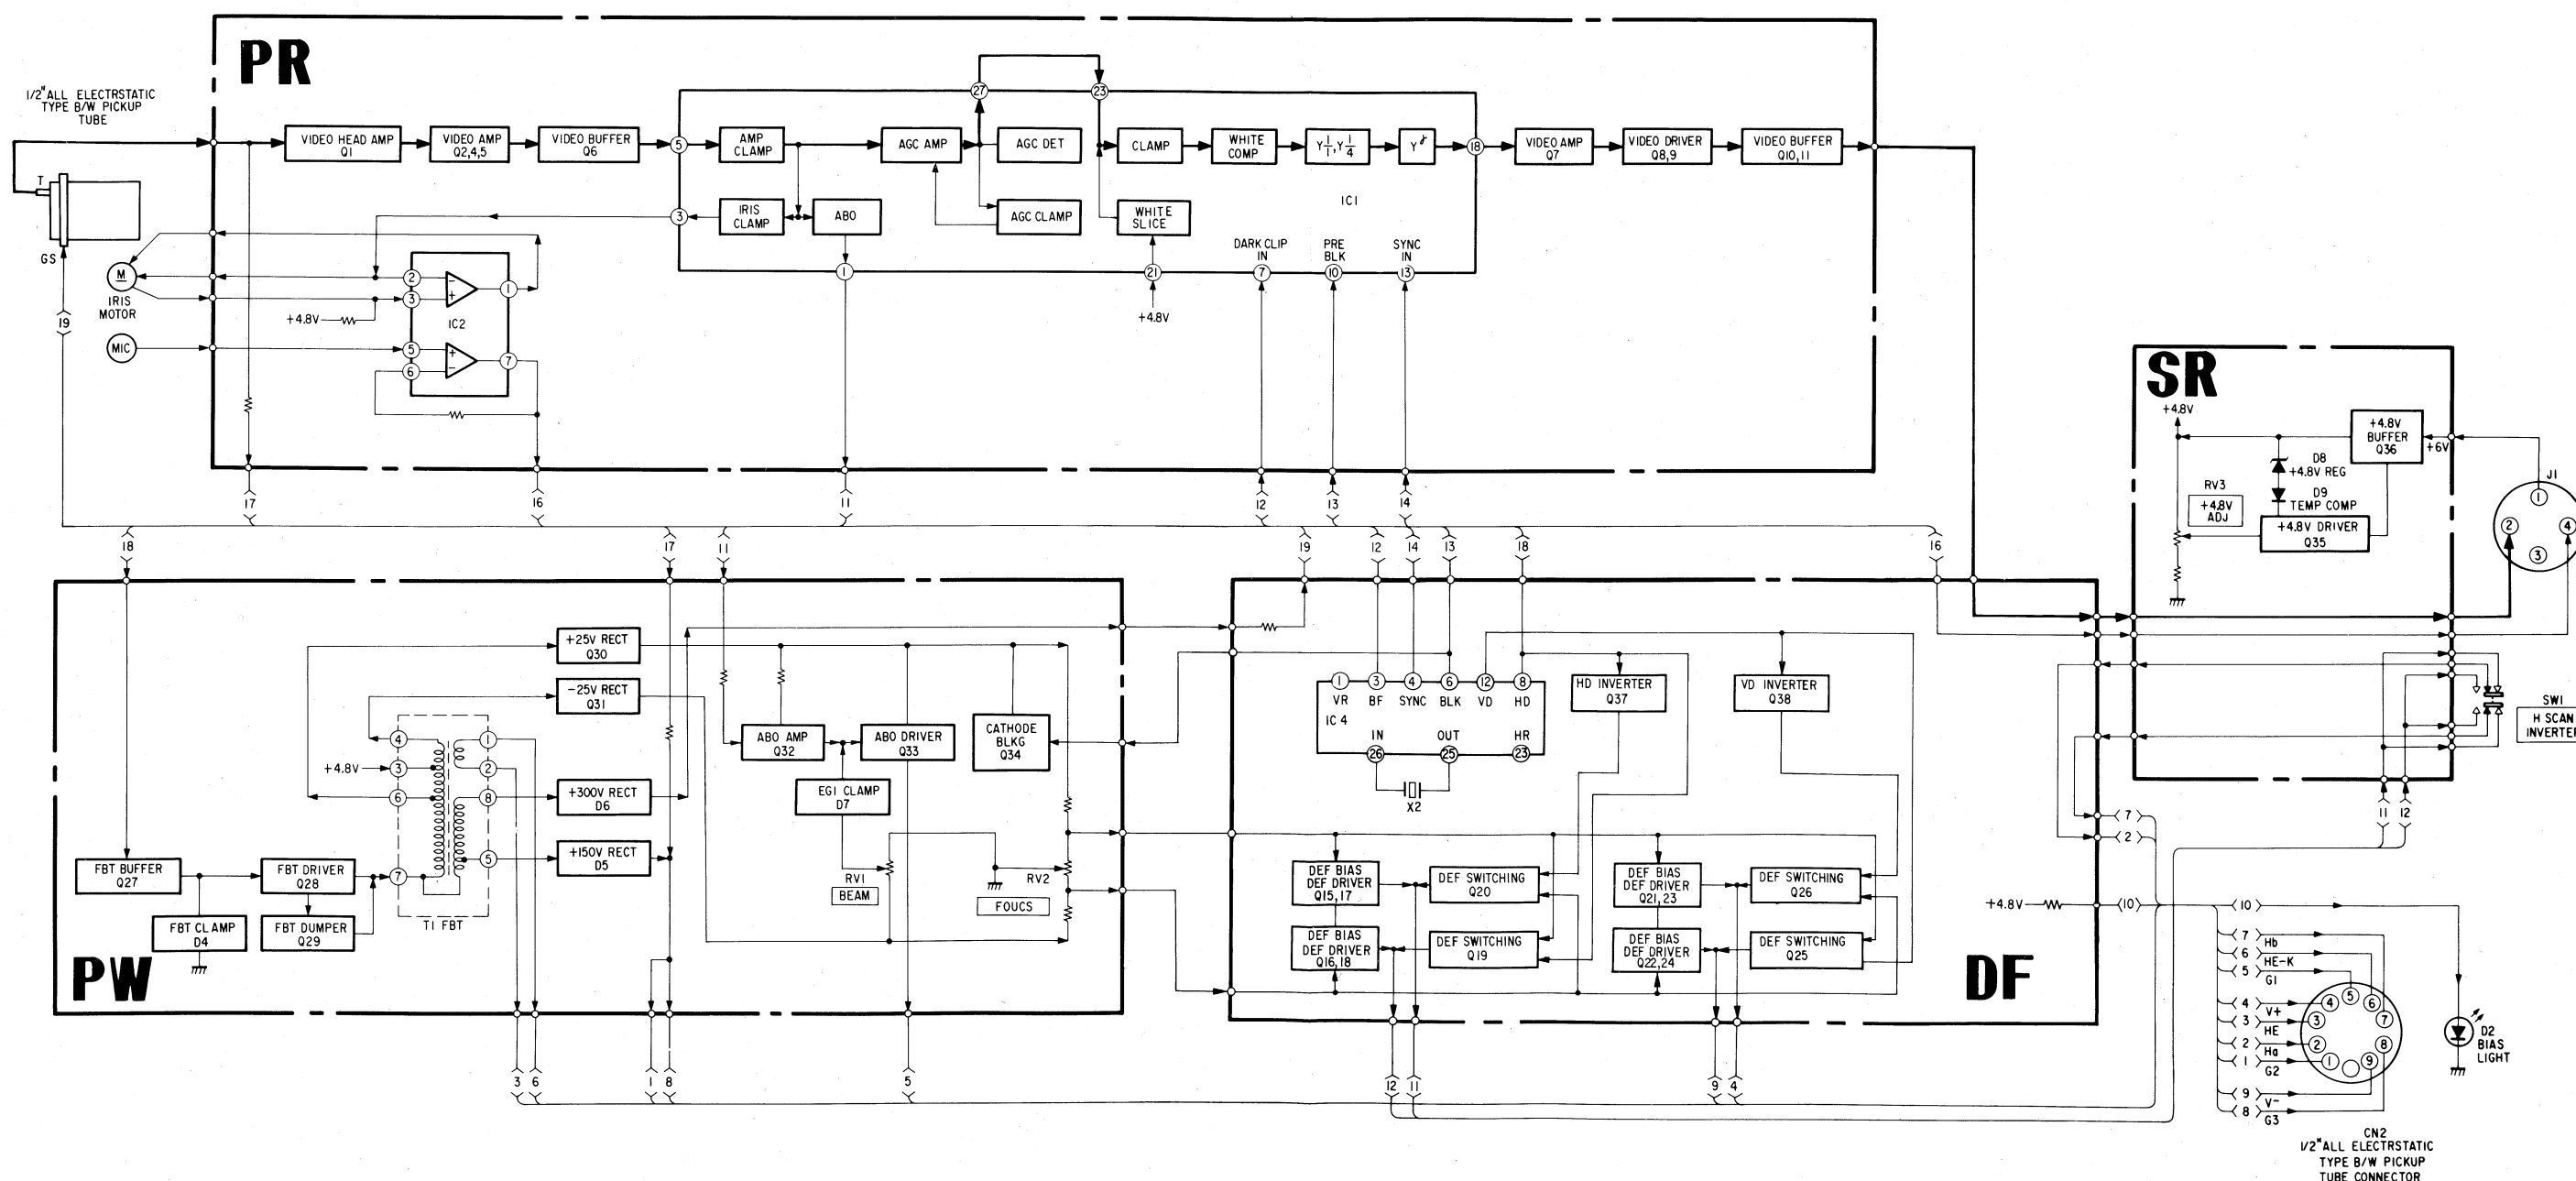 PR
1/2" ALL ELECTRSTATIC
TYPE B/W PICKUP
TUBE
T
GS
19
M
IRIS
MOTOR
MIC
VIDEO HEAD AMP
Q1
VIDEO AMP
Q2,4,5
VIDEO BUFFER
Q6
5
AMP
CLAMP
AGC AMP
27
AGC DET
23
CLAMP
WHITE
COMP
Y 1/1, Y 1/4
Yγ
18
VIDEO AMP
Q7
VIDEO DRIVER
Q8,9
VIDEO BUFFER
Q10,11
3
IRIS
CLAMP
ABO
AGC CLAMP
WHITE
SLICE
IC1
DARK CLIP
IN
PRE
BLK
SYNC
IN
1
21
7
10
13
+4.8V
2
3
1
+4.8V
IC2
5
6
7
17
16
11
12
13
14
SR
+4.8V
+4.8V
BUFFER
Q36
+6V
D8
+4.8V REG
D9
TEMP COMP
RV3
+4.8V
ADJ
+4.8V DRIVER
Q35
J1
1
2
4
3
SW1
H SCAN
INVERTER
11
12
18
17
11
19
12
14
13
18
16
PW
+25V RECT
Q30
-25V RECT
Q31
4
1
+4.8V
3
2
6
8
+300V RECT
D6
5
+150V RECT
D5
7
T1 FBT
FBT BUFFER
Q27
FBT DRIVER
Q28
FBT CLAMP
D4
FBT DUMPER
Q29
ABO AMP
Q32
ABO DRIVER
Q33
CATHODE
BLKG
Q34
EG1 CLAMP
D7
RV1
BEAM
RV2
FOUCS
3
6
1
8
5
DF
1
3
4
6
12
8
VR
BF
SYNC
BLK
VD
HD
IC 4
IN
OUT
HR
26
25
23
X2
HD INVERTER
Q37
VD INVERTER
Q38
DEF BIAS
DEF DRIVER
Q15,17
DEF SWITCHING
Q20
DEF BIAS
DEF DRIVER
Q21,23
DEF SWITCHING
Q26
DEF BIAS
DEF DRIVER
Q16,18
DEF SWITCHING
Q19
DEF BIAS
DEF DRIVER
Q22,24
DEF SWITCHING
Q25
12
11
9
4
7
2
+4.8V
10
10
7
Hb
6
HE-K
5
G1
4
V+
3
HE
2
Ha
1
G2
9
V-
8
G3
5
4
6
3
7
2
8
1
9
D2
BIAS
LIGHT
CN2
1/2" ALL ELECTRSTATIC
TYPE B/W PICKUP
TUBE CONNECTOR